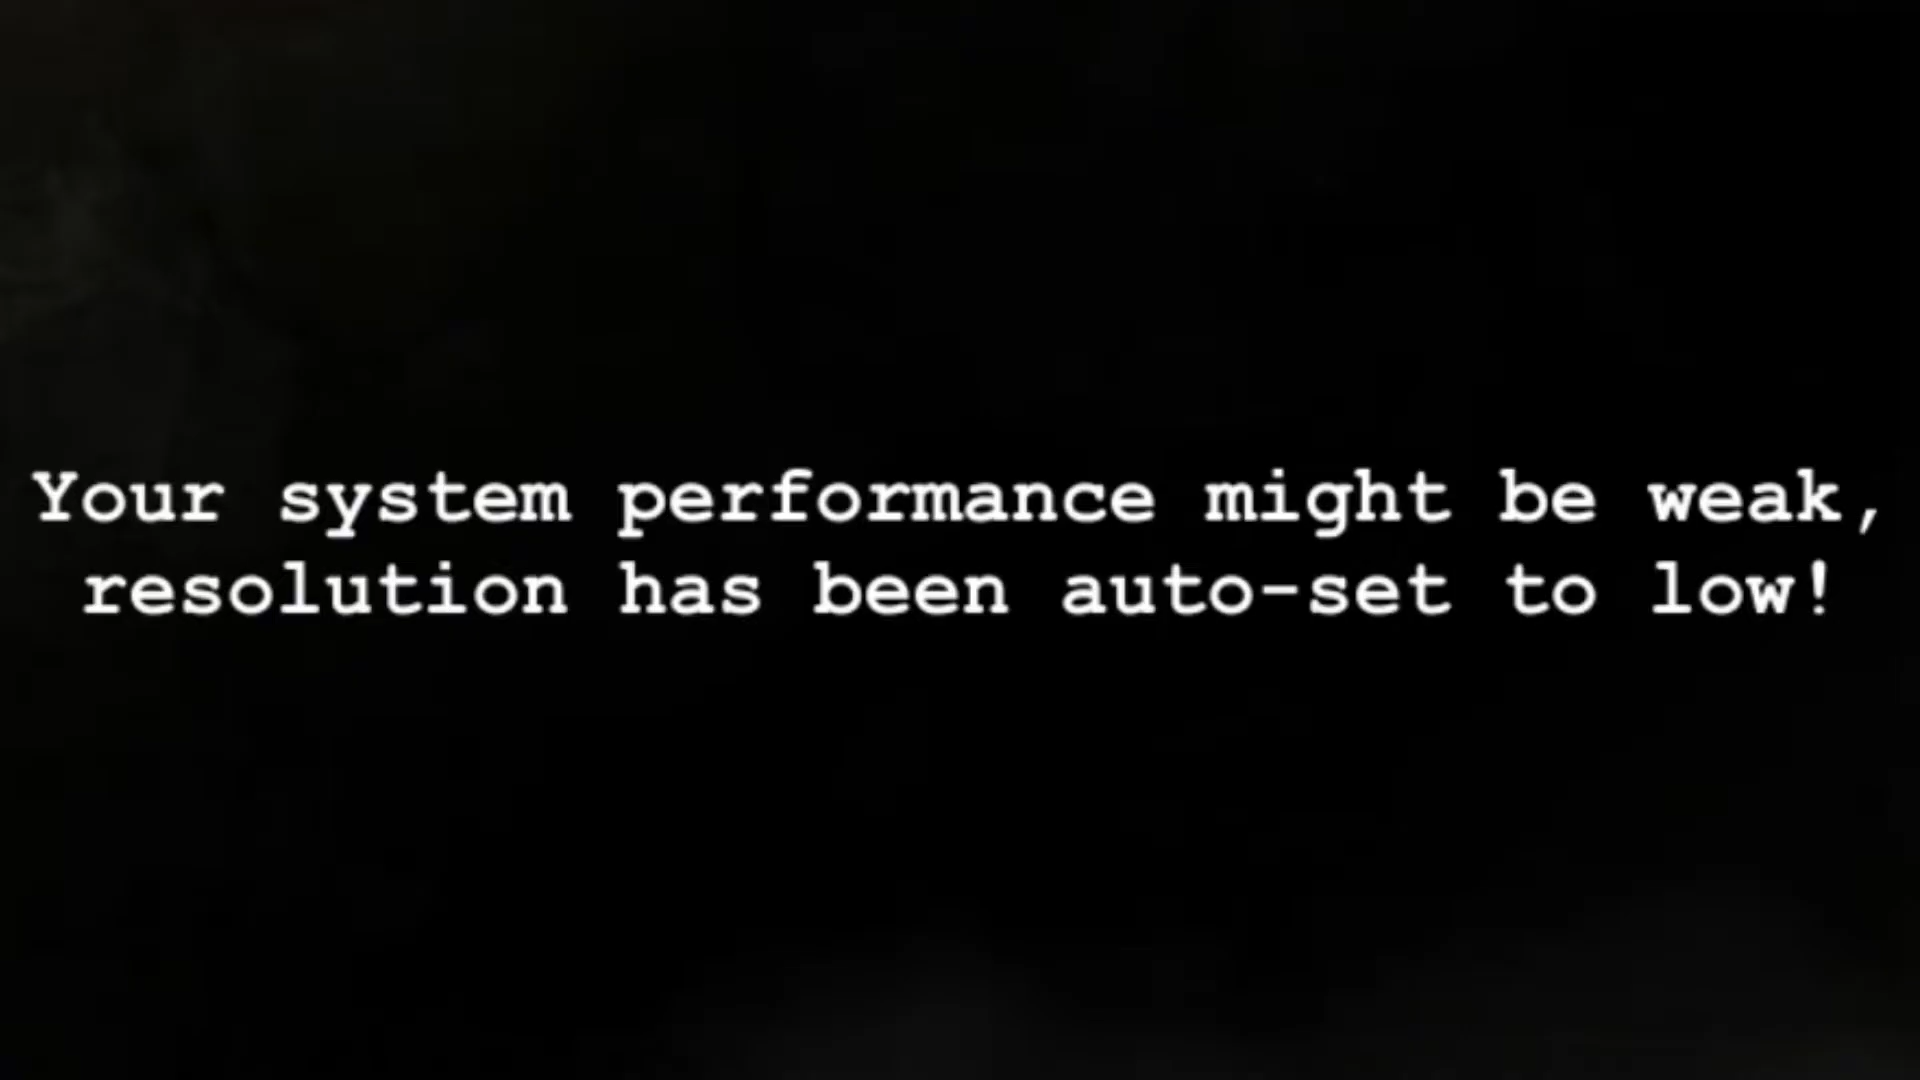 Your system performance might be weak,
resolution has been auto-set to low!